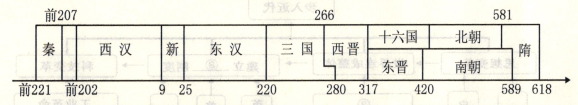 前207 266 581
秦 西汉 新 东汉 三国 西晋 十六国 北朝 隋
东晋 南朝
前221 前202 9 25 220 280 317 420 589 618